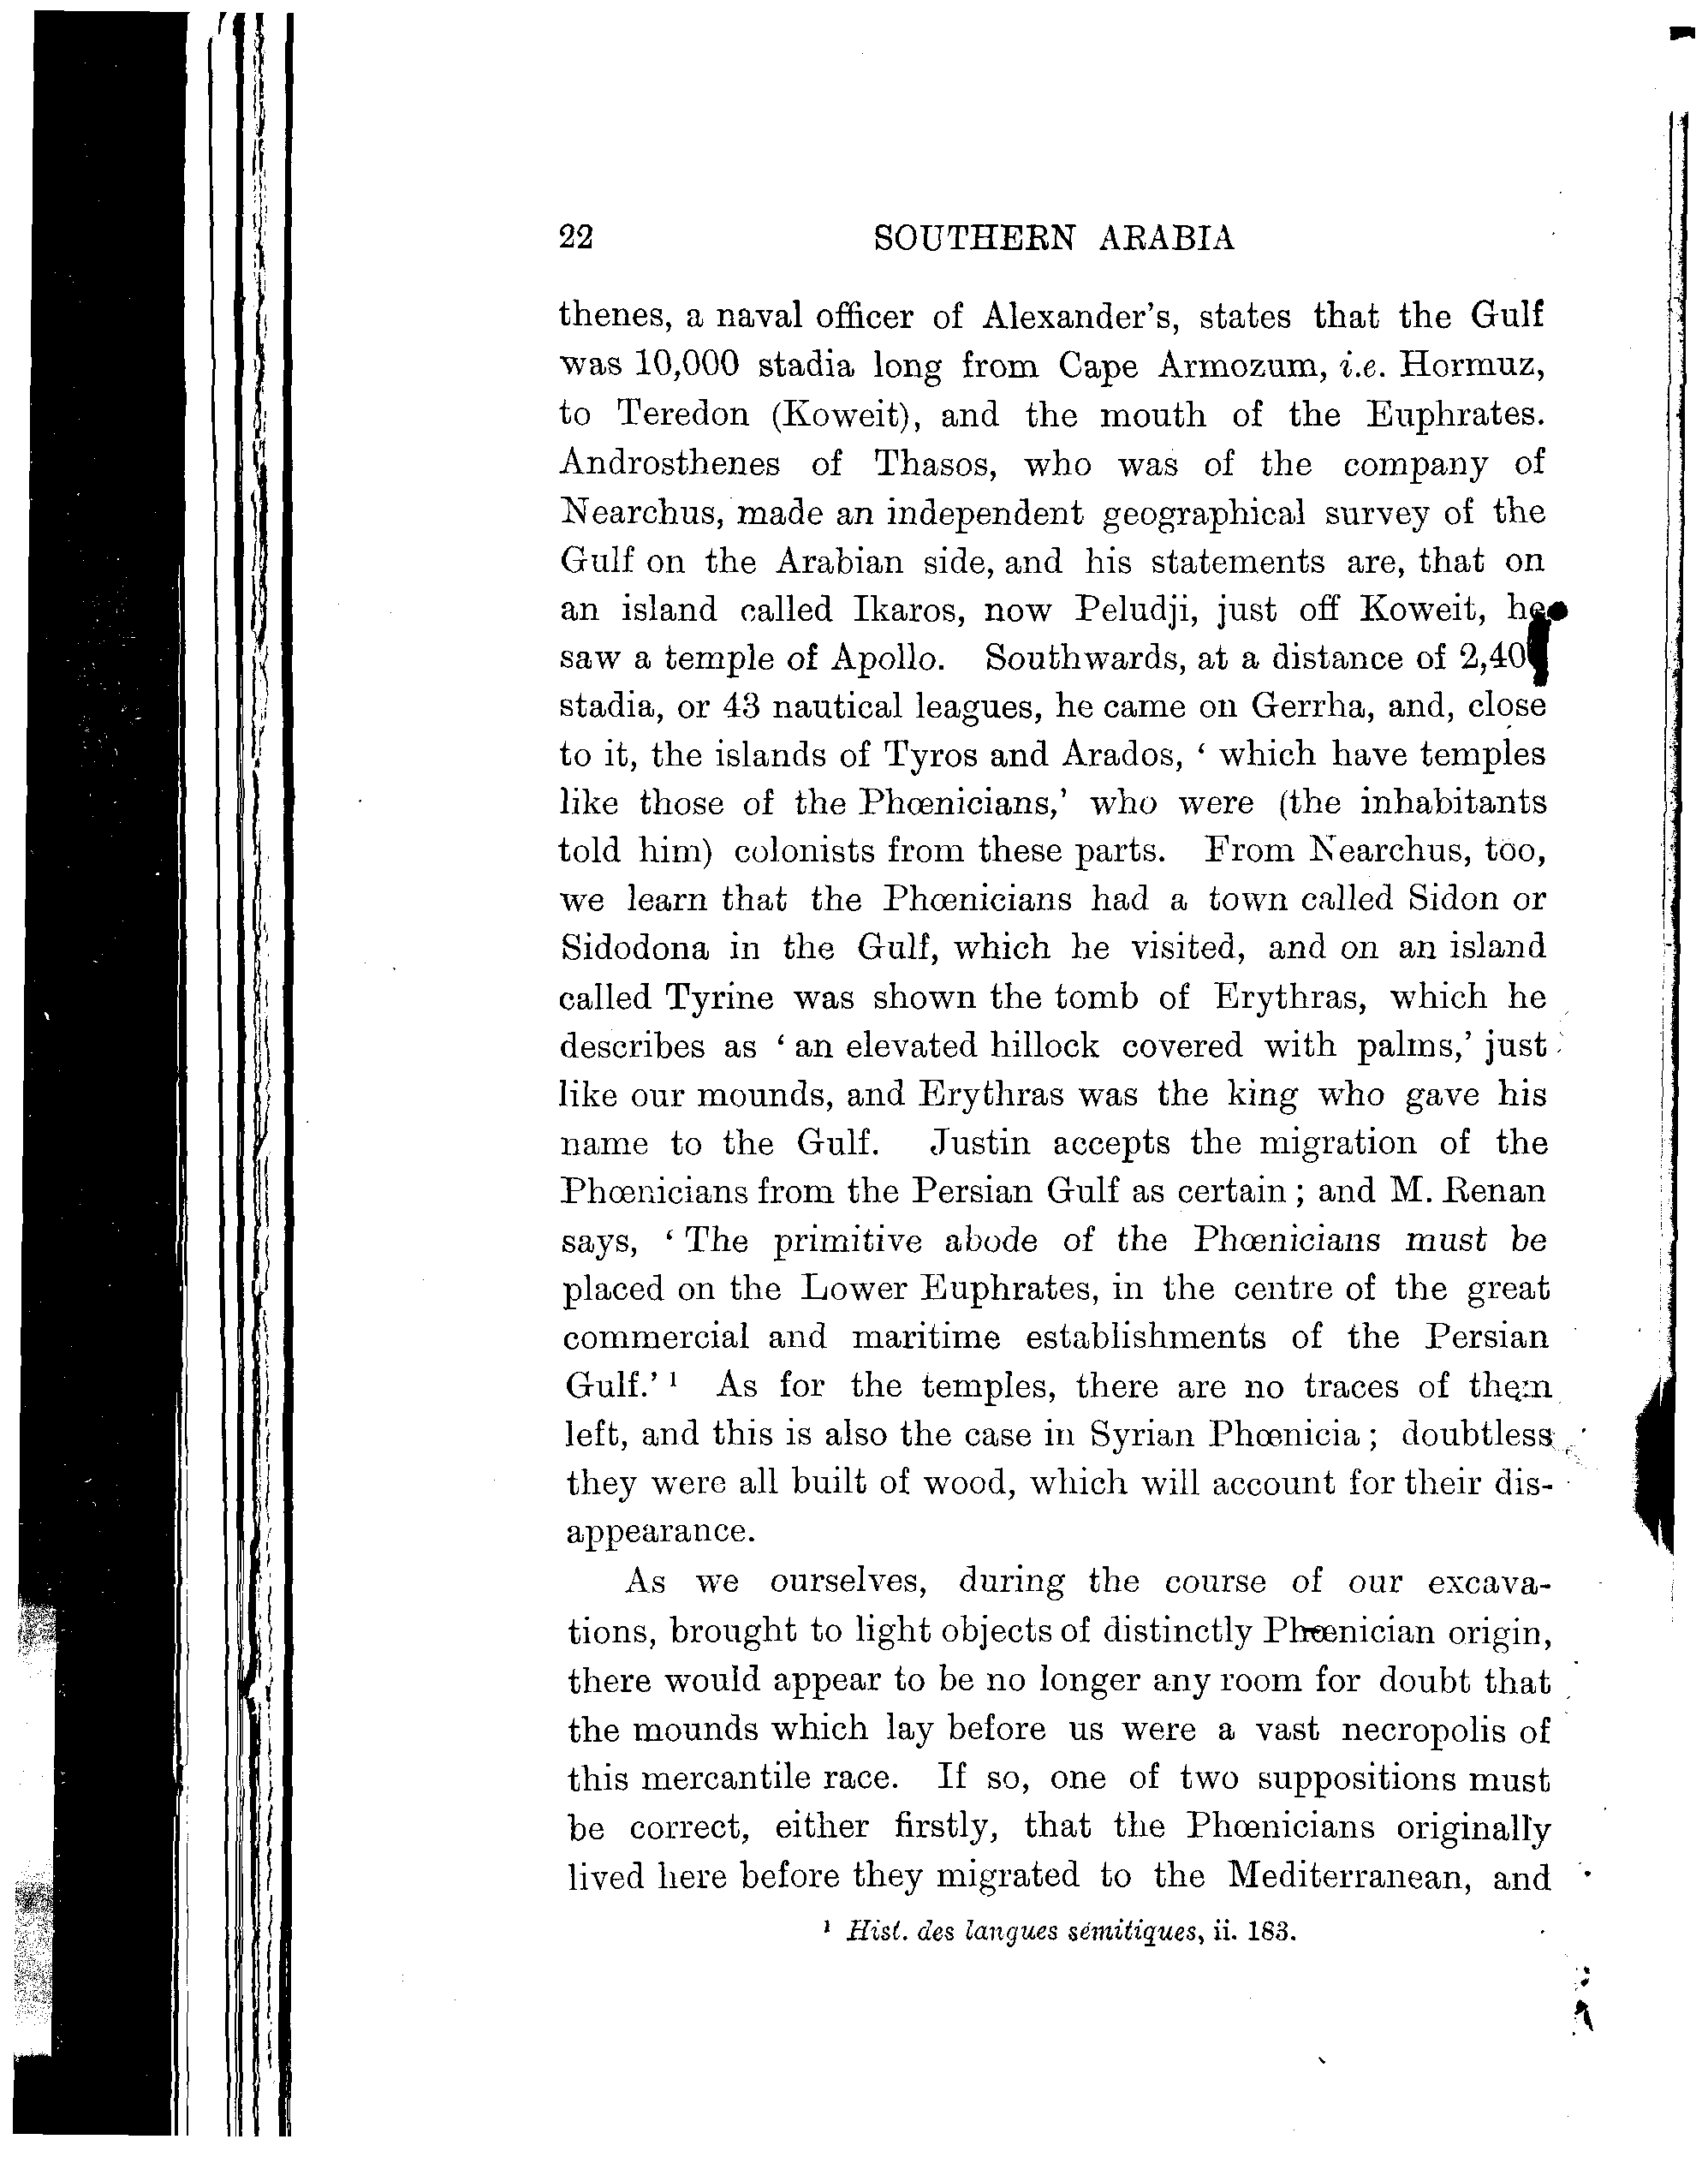 22 SOUTHERN ARABIA
thenes, a naval officer of Alexander's, states that the Gulf
was 10,000 stadia long from Cape Armozum, i.e. Hormuz,
to Teredon (Koweit), and the mouth of the Euphrates.
Androsthenes of Thasos, who was of the company of
Nearchus, made an independent geographical survey of the
Gulf on the Arabian side, and his statements are, that on
an island called Ikaros, now Peludji, just off Koweit, he
saw a temple of Apollo. Southwards, at a distance of
stadia, or 43 nautical leagues, he came on Gerrha, and, close
to it, the islands of Tyros and Arados, ‘ which have temples
like those of the Phœnicians,’ who were (the inhabitants
told him) colonists from these parts. From Nearchus, too,
we learn that the Phœnicians had a town called Sidon or
Sidodona in the Gulf, which he visited, and on an island
called Tyrine was shown the tomb of Erythras, which he
describes as ‘ an elevated hillock covered with palms,’ just
like our mounds, and Erythras was the king who gave his
name to the Gulf. Justin accepts the migration of the
Phœnicians from the Persian Gulf as certain ; and M. Renan
says, ‘ The primitive abode of the Phœnicians must be
placed on the Lower Euphrates, in the centre of the great
commercial and maritime establishments of the Persian
Gulf.’ ¹ As for the temples, there are no traces of them
left, and this is also the case in Syrian Phœnicia ; doubtless
they were all built of wood, which will account for their dis-
appearance.
As we ourselves, during the course of our excava-
tions, brought to light objects of distinctly Phœnician origin,
there would appear to be no longer any room for doubt that
the mounds which lay before us were a vast necropolis of
this mercantile race. If so, one of two suppositions must
be correct, either firstly, that the Phœnicians originally
lived here before they migrated to the Mediterranean, and
¹ Hist. des langues sémitiques, ii. 183.